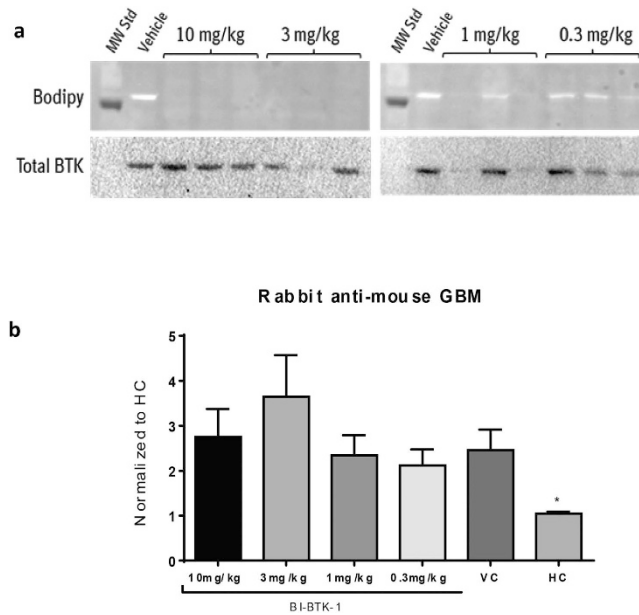 a
MW Std Vehicle 10 mg/kg 3 mg/kg MW Std Vehicle 1 mg/kg 0.3 mg/kg
Bodipy
Total BTK
Rabbit anti-mouse GBM
b
Normalized to HC
5
4
3
2
1
0
*
10mg/kg 3mg/kg 1mg/kg 0.3mg/kg VC HC
BI-BTK-1